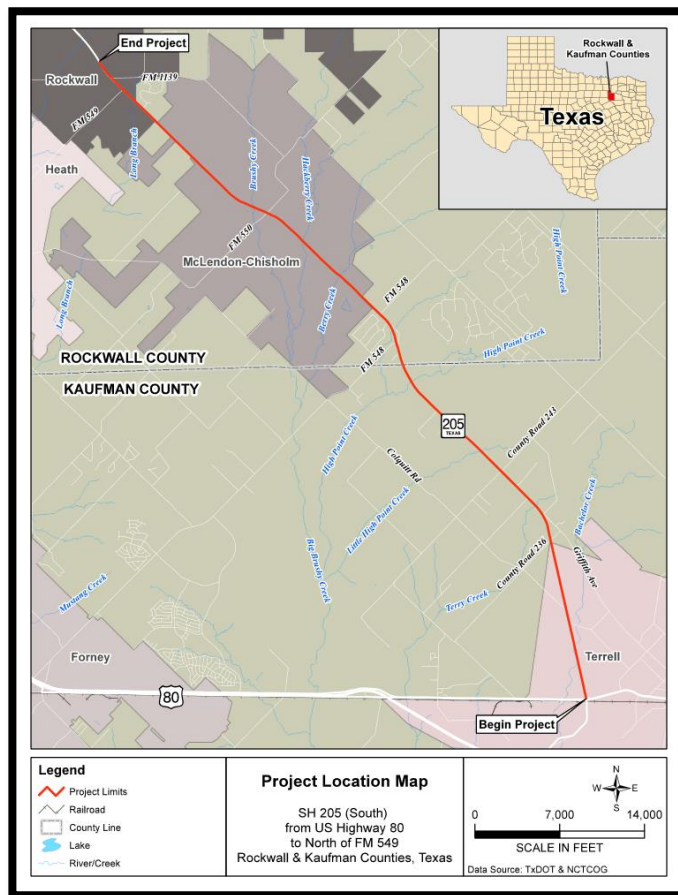 End Project
Rockwall
FM 1139
FM 549
Long Branch
Heath
Brushy Creek
Hackberry Creek
FM 550
McLendon-Chisholm
Berry Creek
FM 548
High Point Creek
Rockwall &
Kaufman Counties
Texas
Long Branch
ROCKWALL COUNTY
KAUFMAN COUNTY
FM 548
High Point Creek
205
TEXAS
County Road 243
High Point Creek
Colquitt Rd
Little High Point Creek
Big Brushy Creek
Bachelor Creek
County Road 236
Griffith Ave
Terry Creek
Mustang Creek
Forney
Terrell
80
Begin Project
Legend
Project Limits
Railroad
County Line
Lake
River/Creek
Project Location Map
SH 205 (South)
from US Highway 80
to North of FM 549
Rockwall & Kaufman Counties, Texas
N
W E
S
0 7,000 14,000
SCALE IN FEET
Data Source: TxDOT & NCTCOG